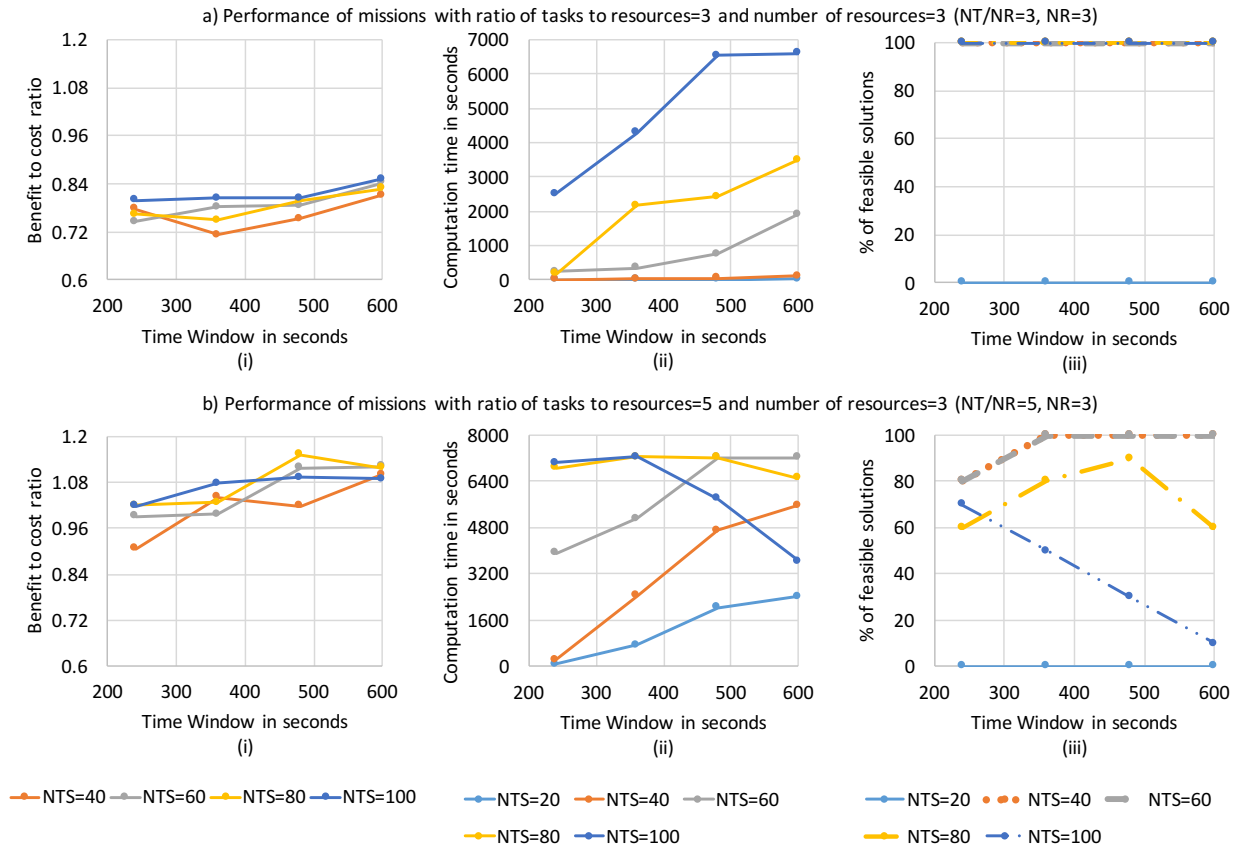 a) Performance of missions with ratio of tasks to resources=3 and number of resources=3 (NT/NR=3, NR=3)
Benefit to cost ratio
1.2
1.08
0.96
0.84
0.72
0.6
200 300 400 500 600
Time Window in seconds
(i)
Computation time in seconds
7000
6000
5000
4000
3000
2000
1000
0
200 300 400 500 600
Time Window in seconds
(ii)
% of feasible solutions
100
80
60
40
20
0
200 300 400 500 600
Time Window in seconds
(iii)
b) Performance of missions with ratio of tasks to resources=5 and number of resources=3 (NT/NR=5, NR=3)
Benefit to cost ratio
1.2
1.08
0.96
0.84
0.72
0.6
200 300 400 500 600
Time Window in seconds
(i)
Computation time in seconds
8000
6400
4800
3200
1600
0
200 300 400 500 600
Time Window in seconds
(ii)
% of feasible solutions
100
80
60
40
20
0
200 300 400 500 600
Time Window in seconds
(iii)
NTS=40 NTS=60 NTS=80 NTS=100
NTS=20 NTS=40 NTS=60
NTS=80 NTS=100
NTS=20 NTS=40 NTS=60
NTS=80 NTS=100